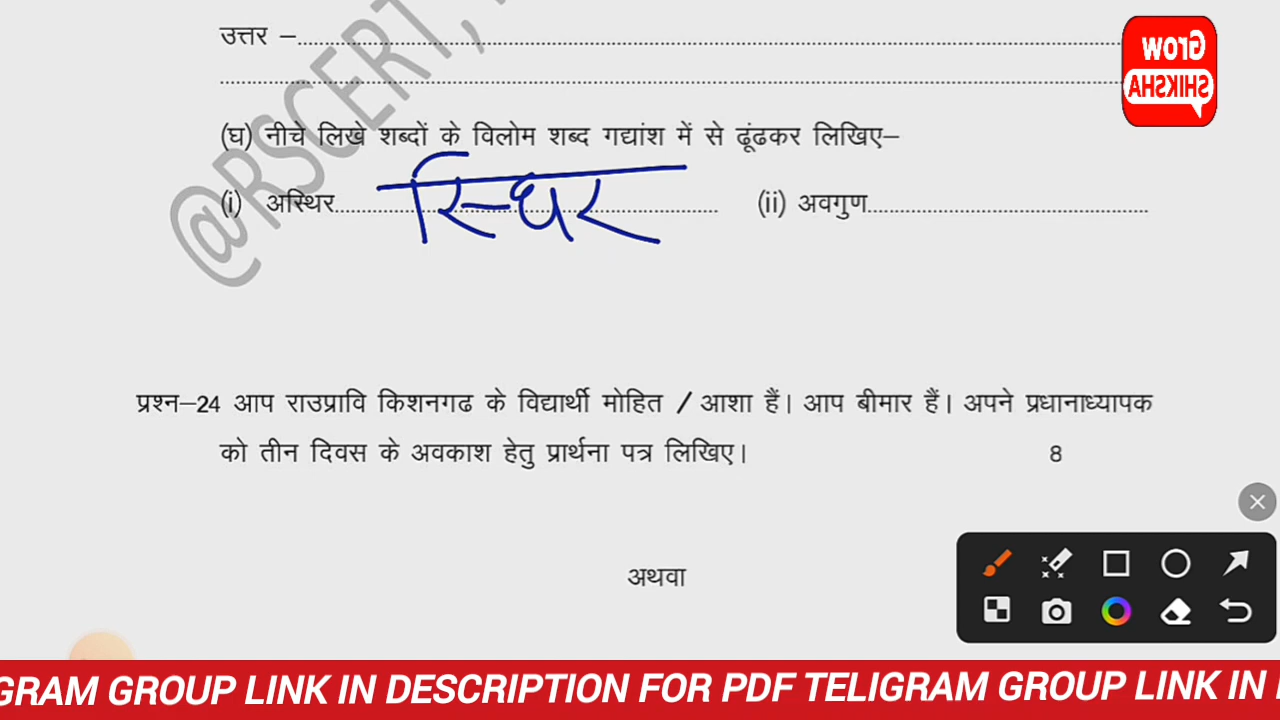 उत्तर –
@RSCERT,
Grow
SHIKSHA
(घ) नीचे लिखे शब्दों के विलोम शब्द गद्यांश में से ढूंढकर लिखिए–
(i) अस्थिर स्थिर (ii) अवगुण
प्रश्न–24 आप राउप्रावि किशनगढ के विद्यार्थी मोहित / आशा हैं। आप बीमार हैं। अपने प्रधानाध्यापक
को तीन दिवस के अवकाश हेतु प्रार्थना पत्र लिखिए। 8
अथवा
GRAM GROUP LINK IN DESCRIPTION FOR PDF TELIGRAM GROUP LINK IN